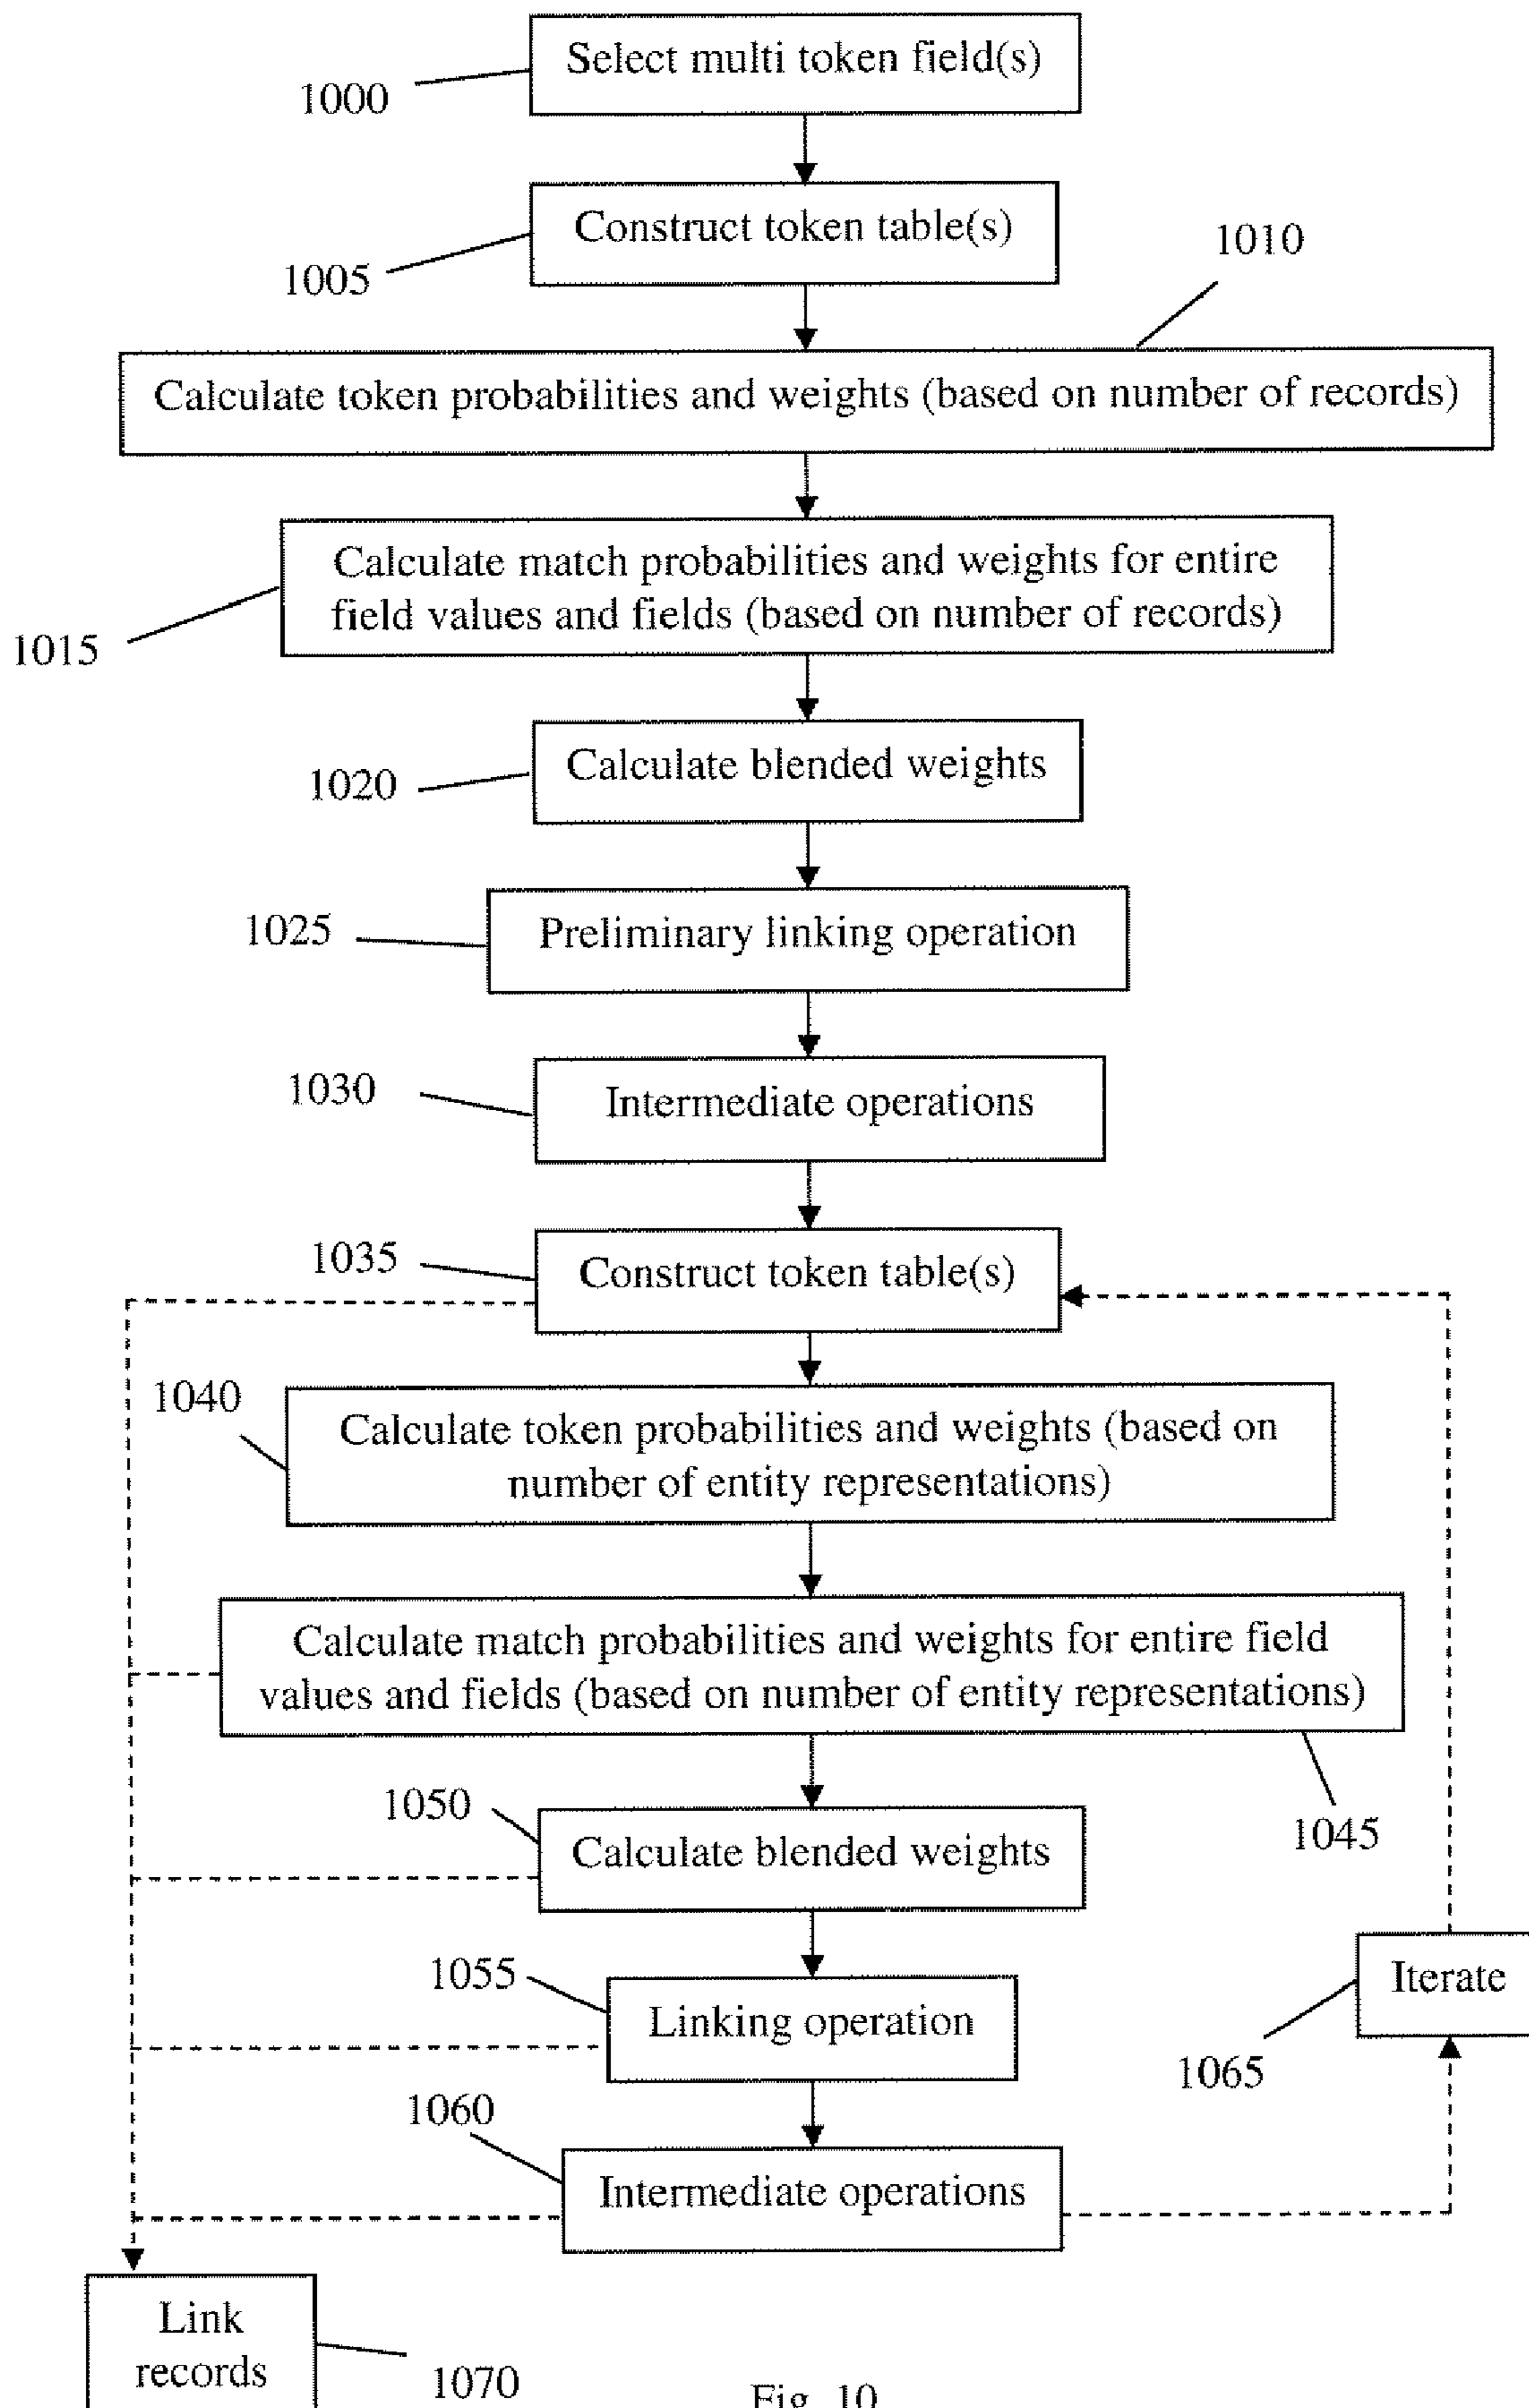 Select multi token field(s)
1000
Construct token table(s)
1005
1010
Calculate token probabilities and weights (based on number of records)
Calculate match probabilities and weights for entire
field values and fields (based on number of records)
1015
Calculate blended weights
1020
Preliminary linking operation
1025
Intermediate operations
1030
Construct token table(s)
1035
1040
Calculate token probabilities and weights (based on
number of entity representations)
Calculate match probabilities and weights for entire field
values and fields (based on number of entity representations)
1045
1050
Calculate blended weights
1055
Linking operation
Iterate
1065
1060
Intermediate operations
Link
records
1070
Fig. 10